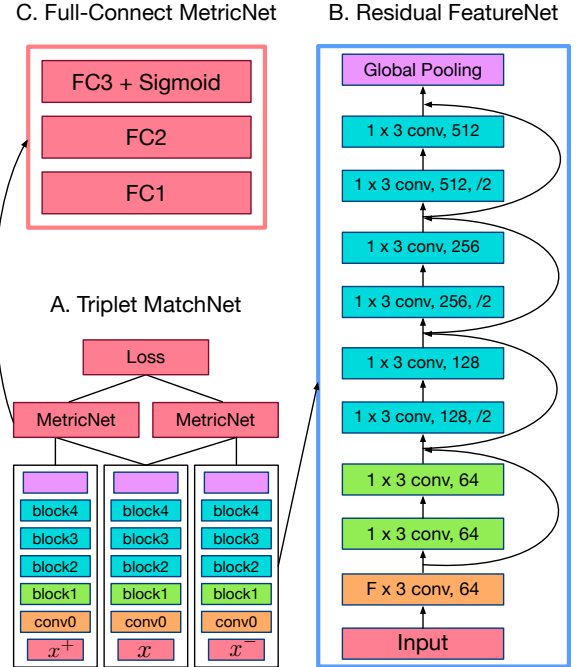 C. Full-Connect MetricNet
FC3 + Sigmoid
FC2
FC1
A. Triplet MatchNet
Loss
MetricNet MetricNet
block4 block4 block4
block3 block3 block3
block2 block2 block2
block1 block1 block1
conv0 conv0 conv0
x⁺ x x⁻
B. Residual FeatureNet
Global Pooling
1 x 3 conv, 512
1 x 3 conv, 512, /2
1 x 3 conv, 256
1 x 3 conv, 256, /2
1 x 3 conv, 128
1 x 3 conv, 128, /2
1 x 3 conv, 64
1 x 3 conv, 64
F x 3 conv, 64
Input